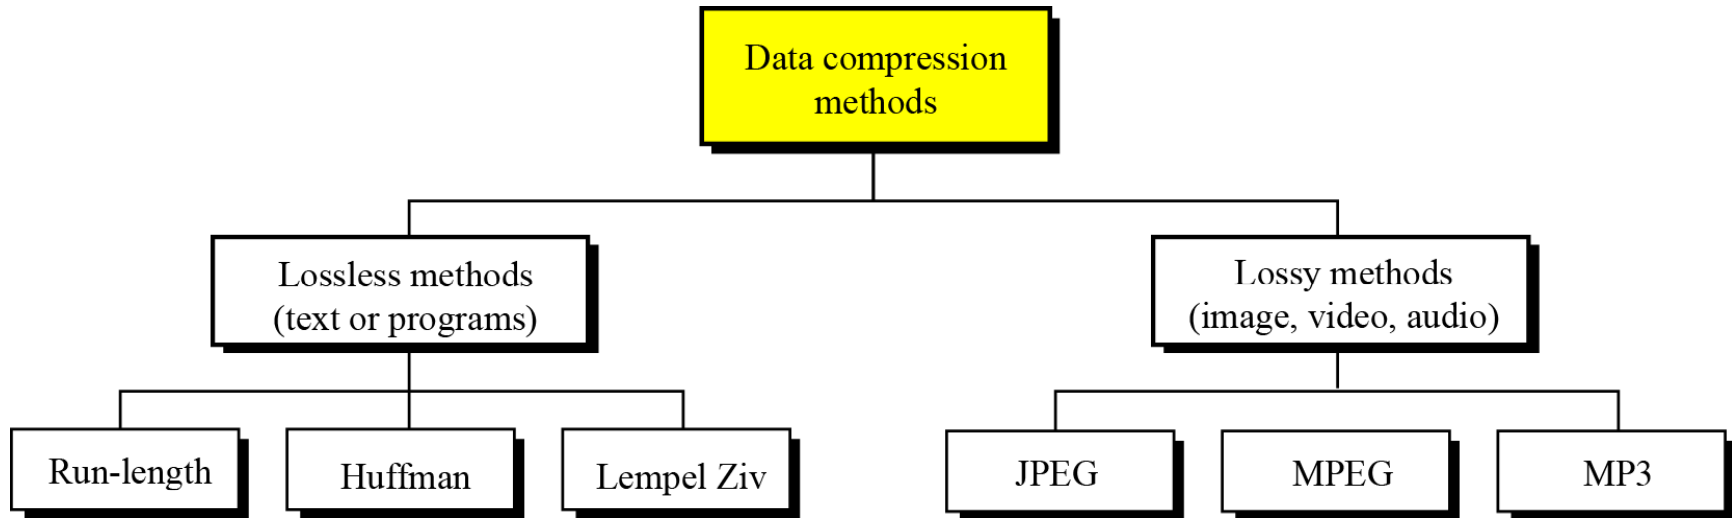 Data compression
methods
Lossless methods
(text or programs)
Lossy methods
(image, video, audio)
Run-length
Huffman
Lempel Ziv
JPEG
MPEG
MP3